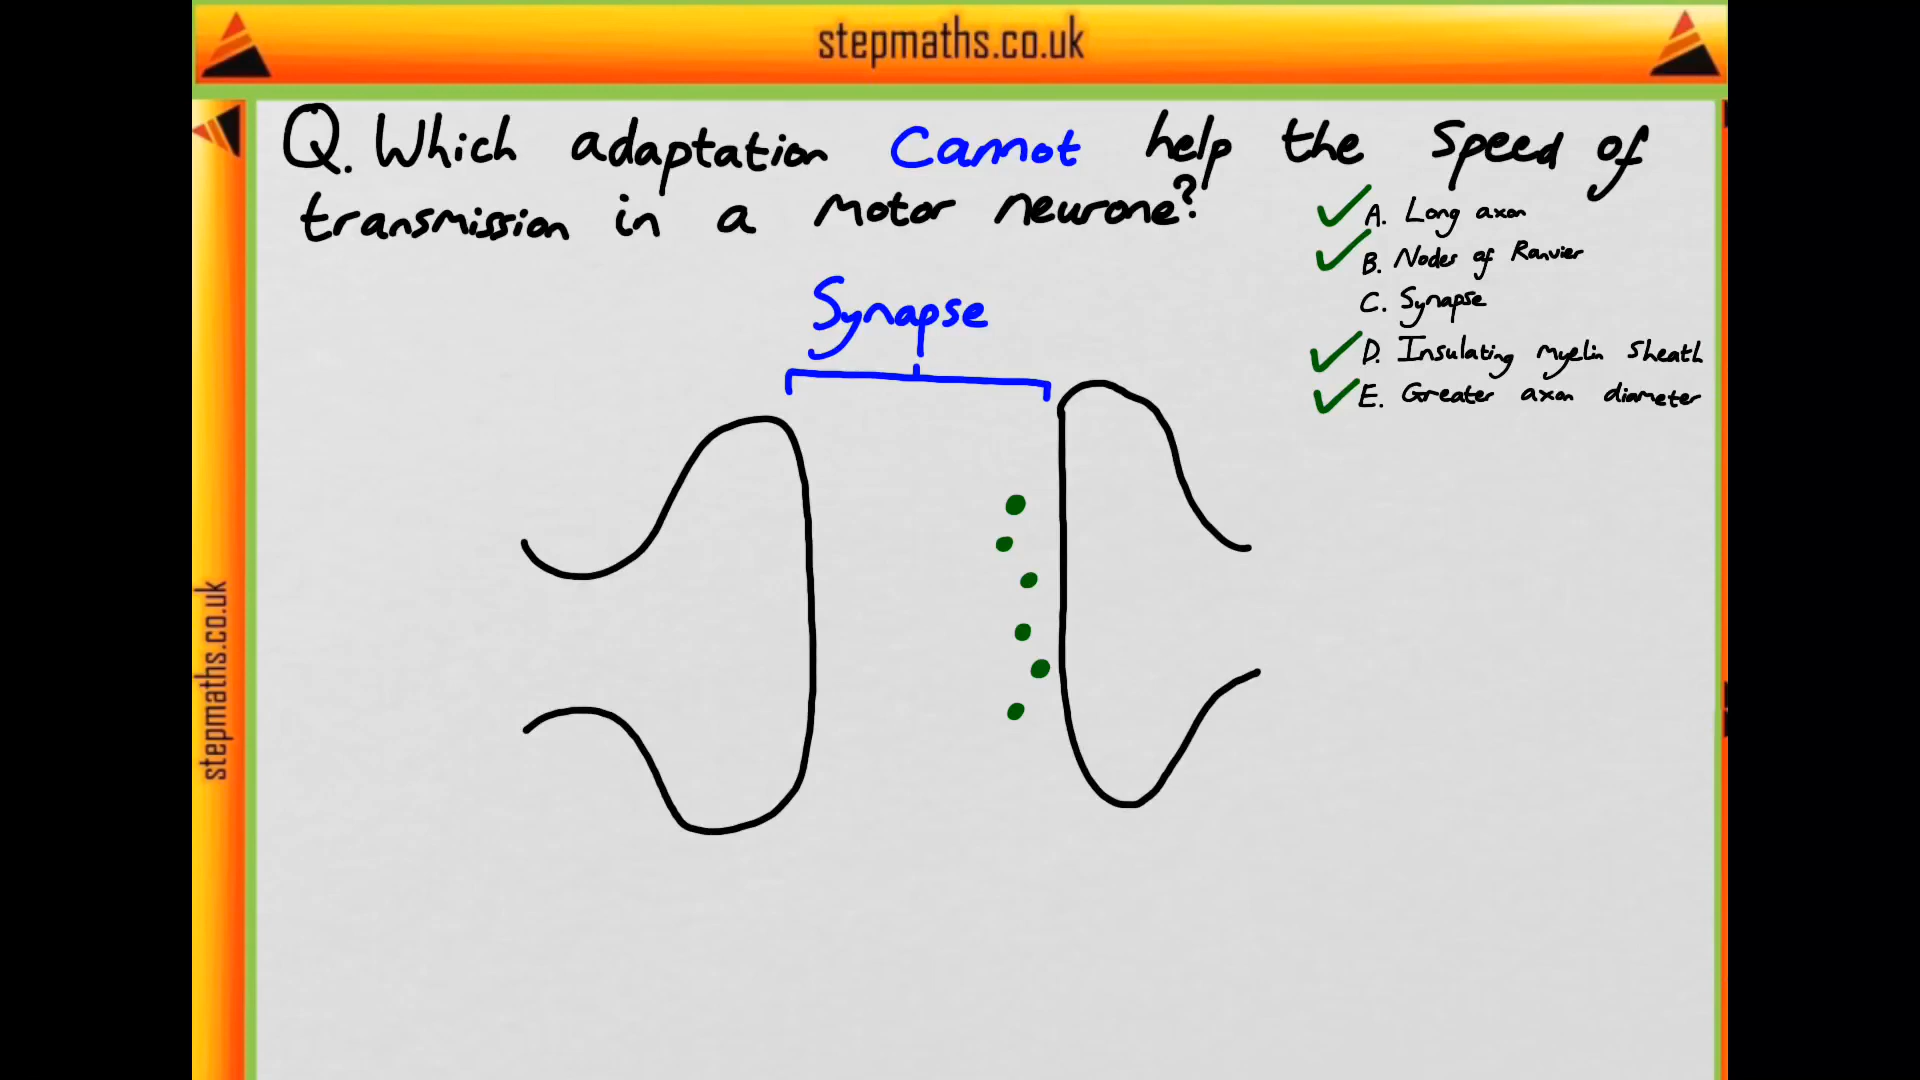 stepmaths.co.uk
Q. Which adaptation cannot help the speed of
transmission in a motor neurone?
A. Long axon
B. Nodes of Ranvier
C. Synapse
D. Insulating myelin sheath
E. Greater axon diameter
Synapse
stepmaths.co.uk